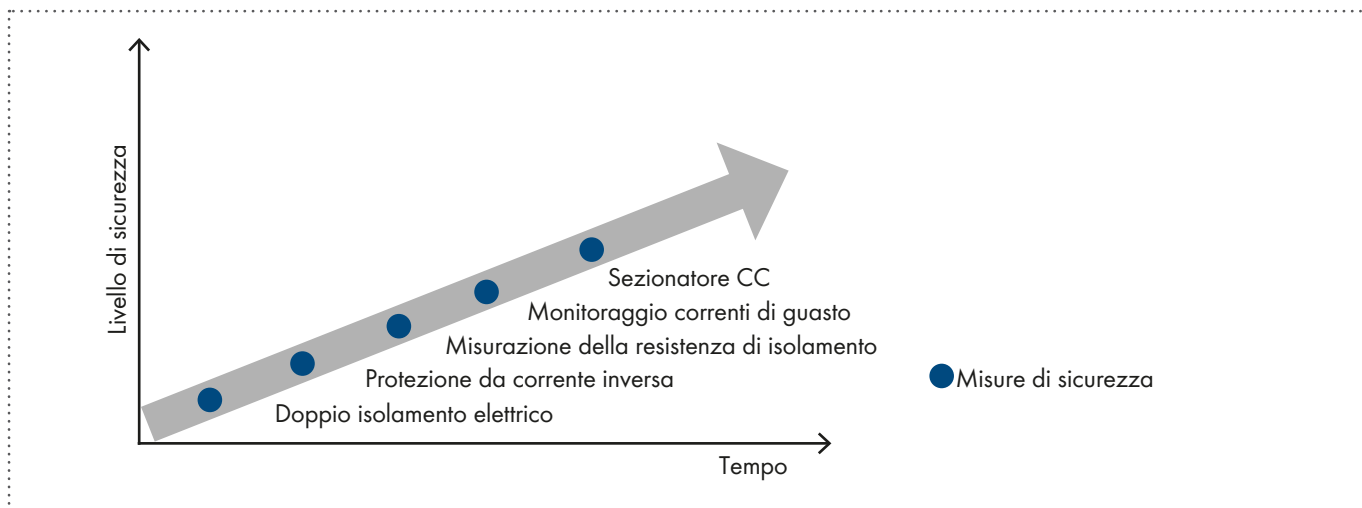 Livello di sicurezza
Sezionatore CC
Monitoraggio correnti di guasto
Misurazione della resistenza di isolamento
Protezione da corrente inversa
Misure di sicurezza
Doppio isolamento elettrico
Tempo